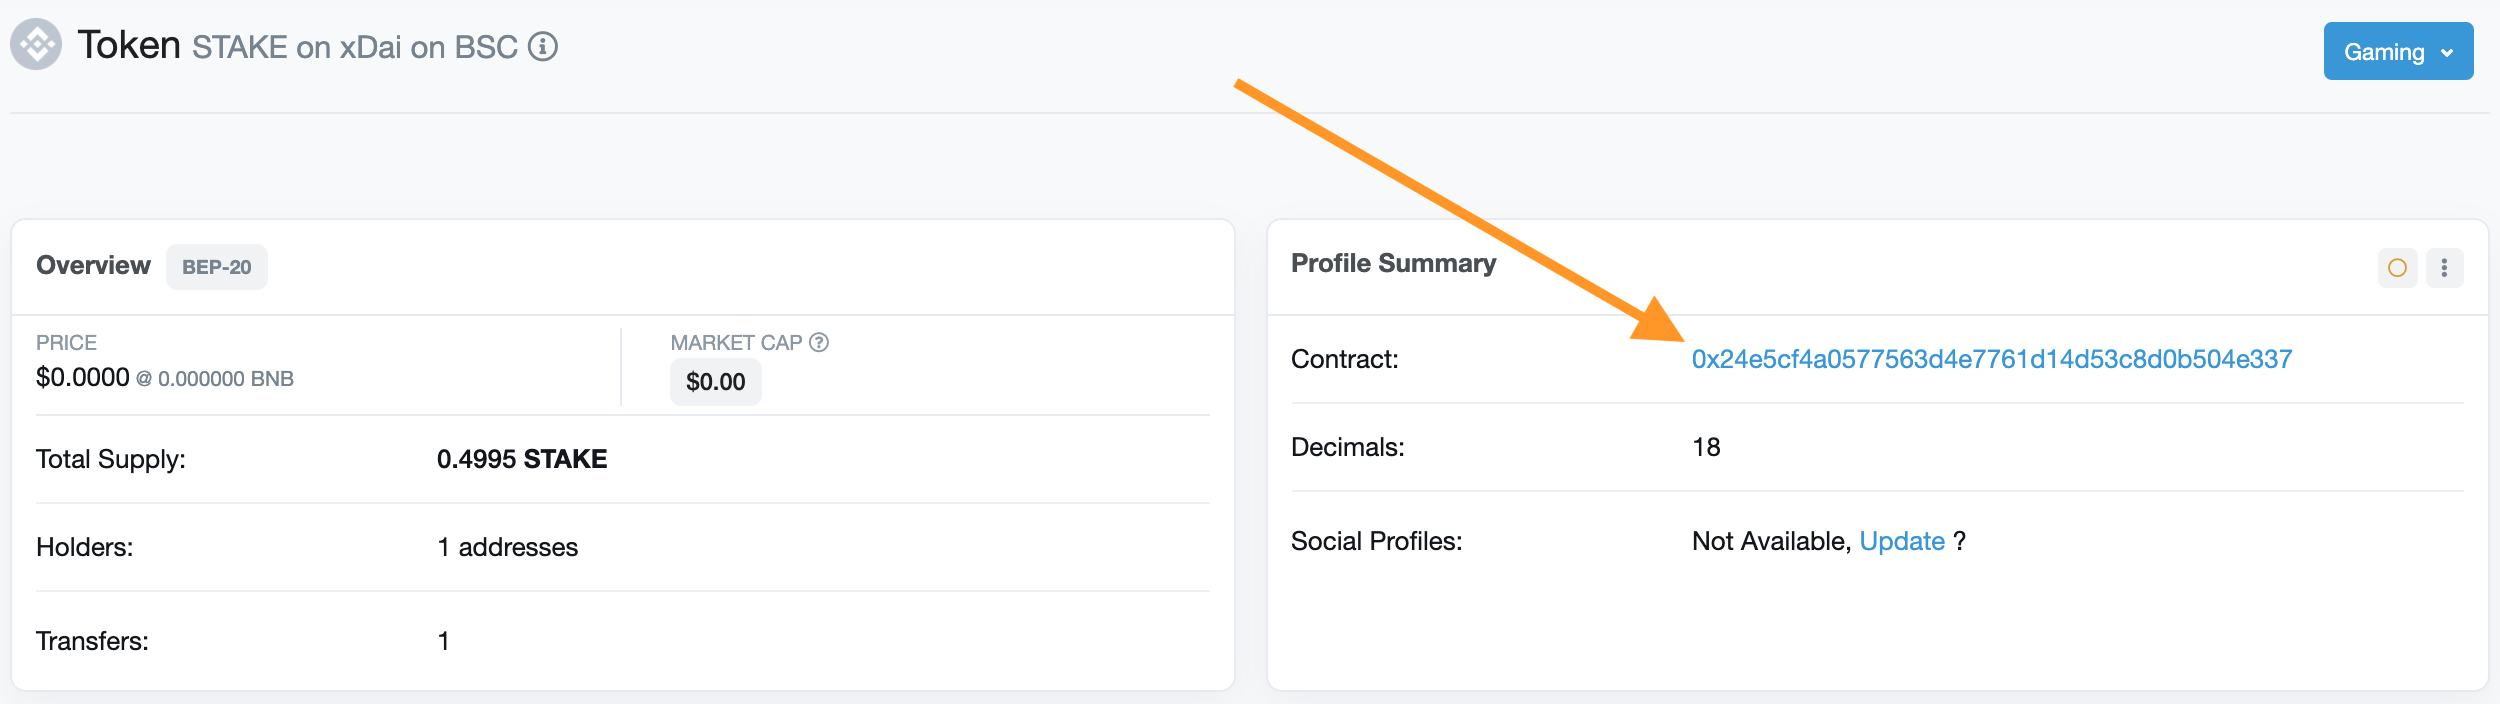 Token STAKE on xDai on BSC
Gaming
Overview BEP-20
PRICE
$0.0000 @ 0.000000 BNB
MARKET CAP
$0.00
Total Supply: 0.4995 STAKE
Holders: 1 addresses
Transfers: 1
Profile Summary
Contract: 0x24e5cf4a0577563d4e7761d14d53c8d0b504e337
Decimals: 18
Social Profiles: Not Available, Update ?